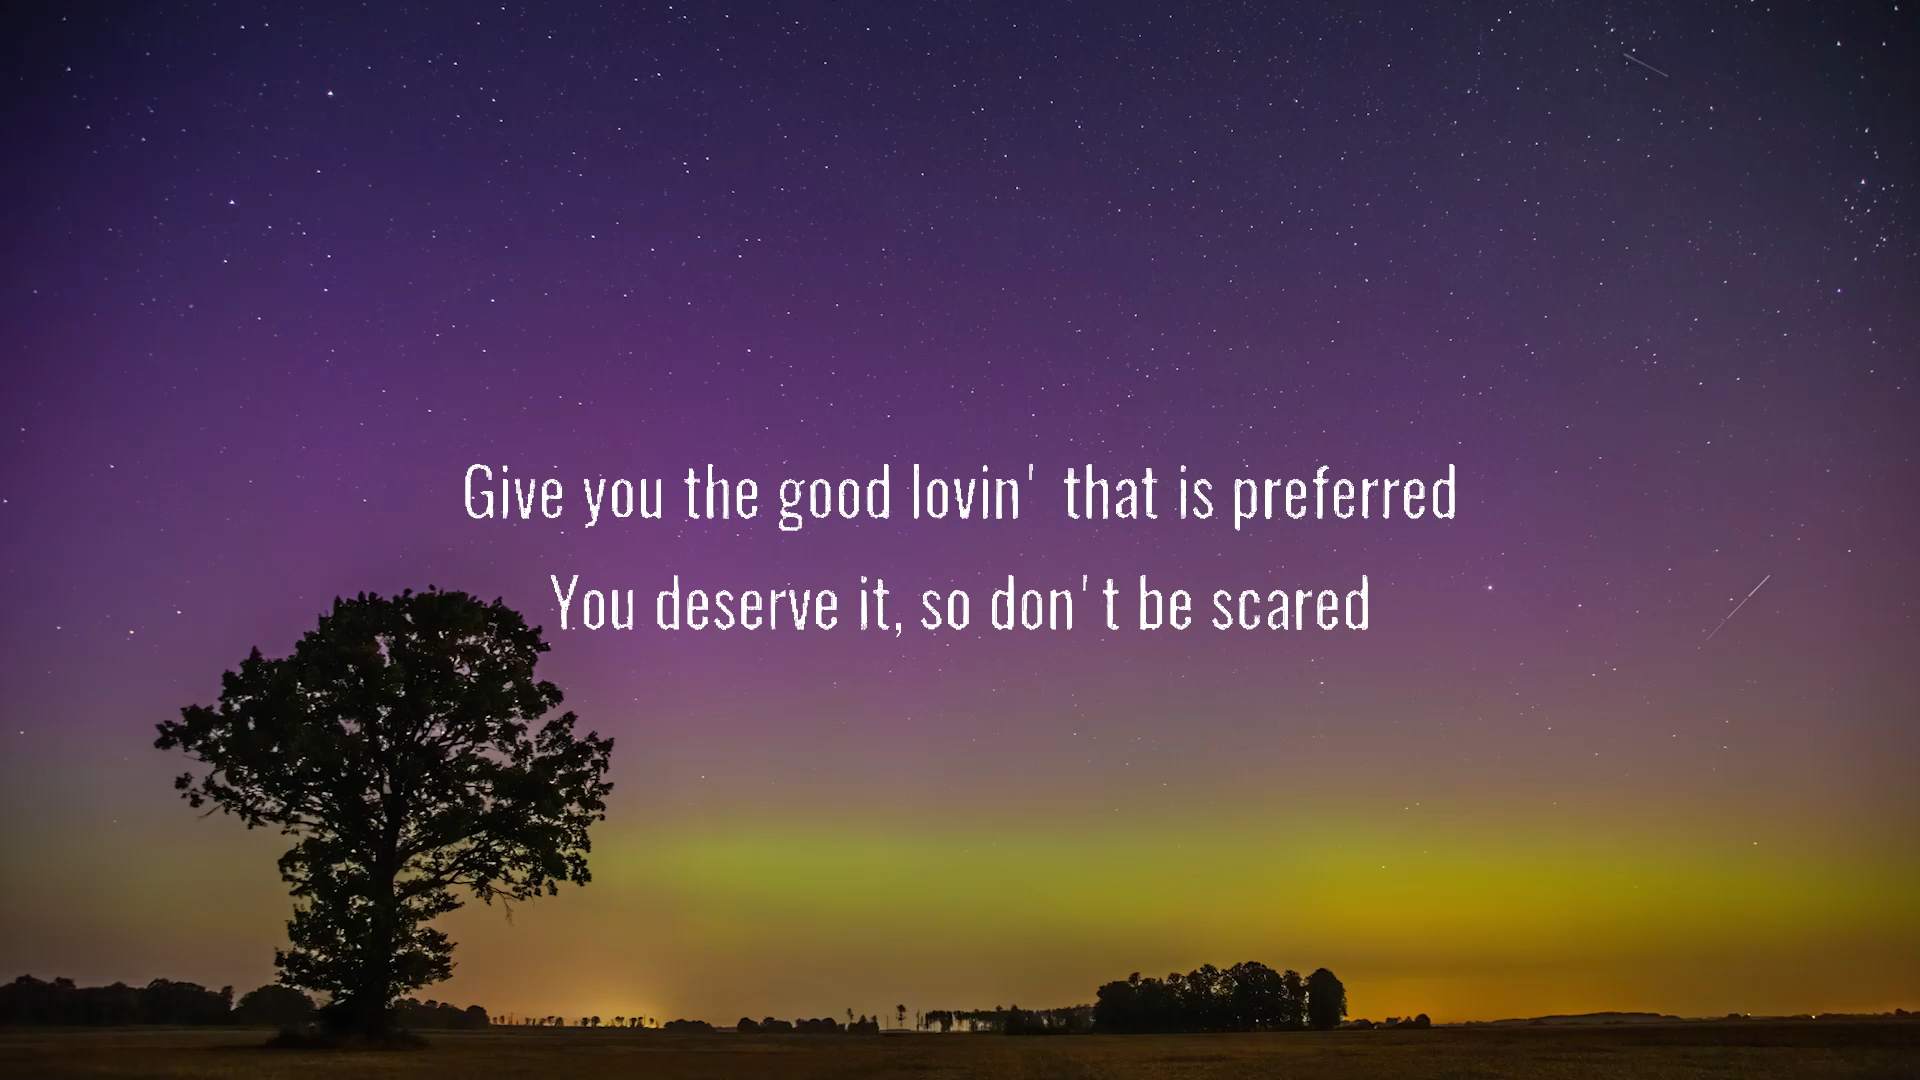 Give you the good lovin' that is preferred
You deserve it, so don't be scared